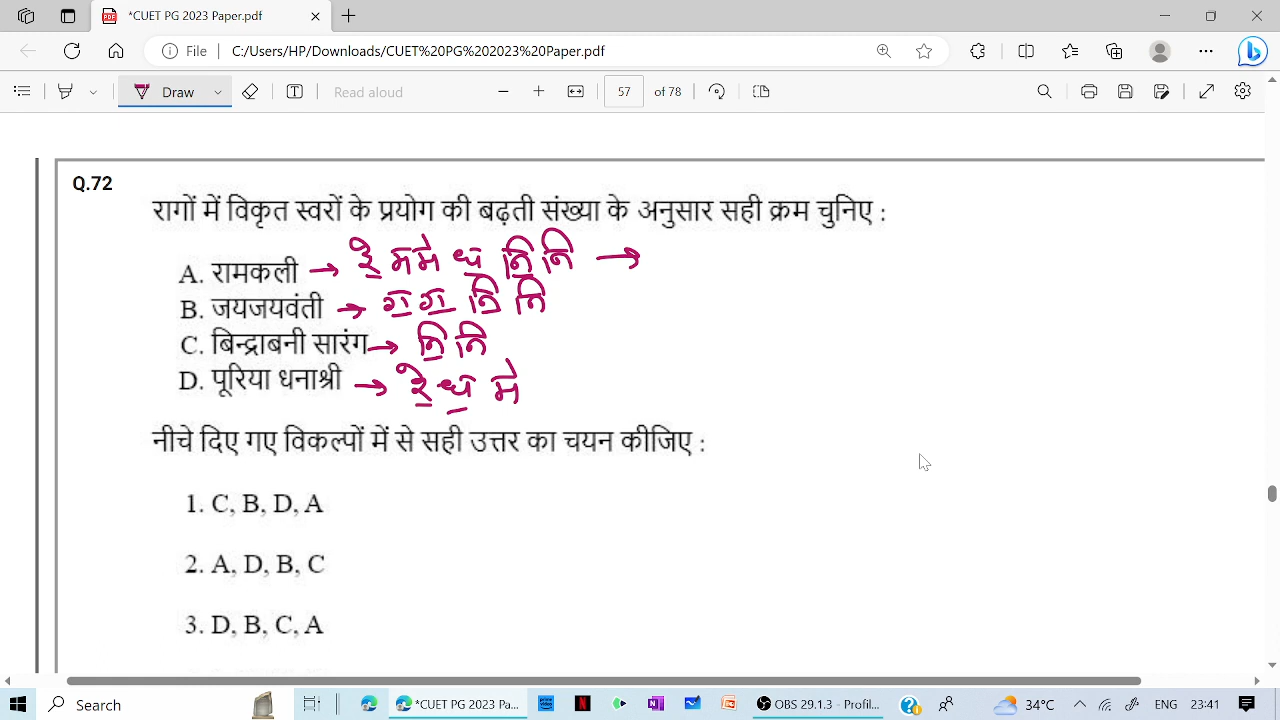 *CUET PG 2023 Paper.pdf
File C:/Users/HP/Downloads/CUET%20PG%202023%20Paper.pdf
Draw Read aloud 57 of 78
Q.72
रागों में विकृत स्वरों के प्रयोग की बढ़ती संख्या के अनुसार सही क्रम चुनिए :
A. रामकली → रे॒ म म॑ ध॒ नि॒ नि →
B. जयजयवंती → ग॒ ग॒ नि॒ नि
C. बिन्द्राबनी सारंग → नि॒ नि
D. पूरिया धनाश्री → रे॒ ध॒ म॑
नीचे दिए गए विकल्पों में से सही उत्तर का चयन कीजिए :
1. C, B, D, A
2. A, D, B, C
3. D, B, C, A
Search *CUET PG 2023 Pa... OBS 29.1.3 - Profil... 34°C ENG 23:41